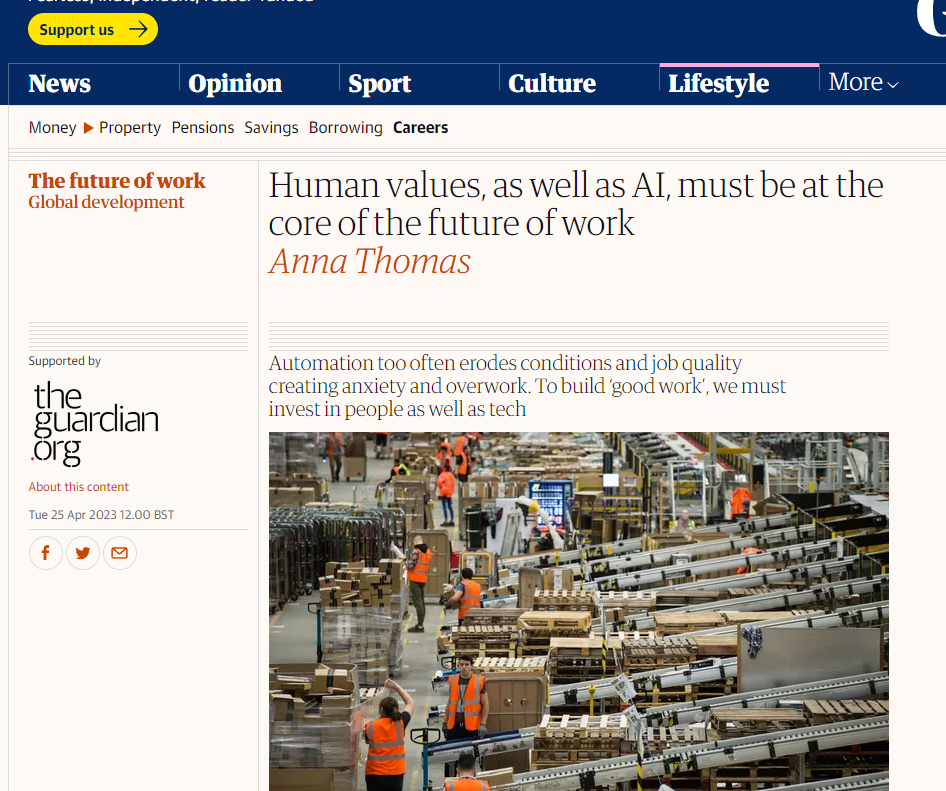 Support us
News
Opinion
Sport
Culture
Lifestyle
More
Money
Property
Pensions
Savings
Borrowing
Careers
The future of work
Global development
Human values, as well as AI, must be at the
core of the future of work
Anna Thomas
Supported by
the
guardian
.org
About this content
Tue 25 Apr 2023 12.00 BST
Automation too often erodes conditions and job quality
creating anxiety and overwork. To build ‘good work’, we must
invest in people as well as tech